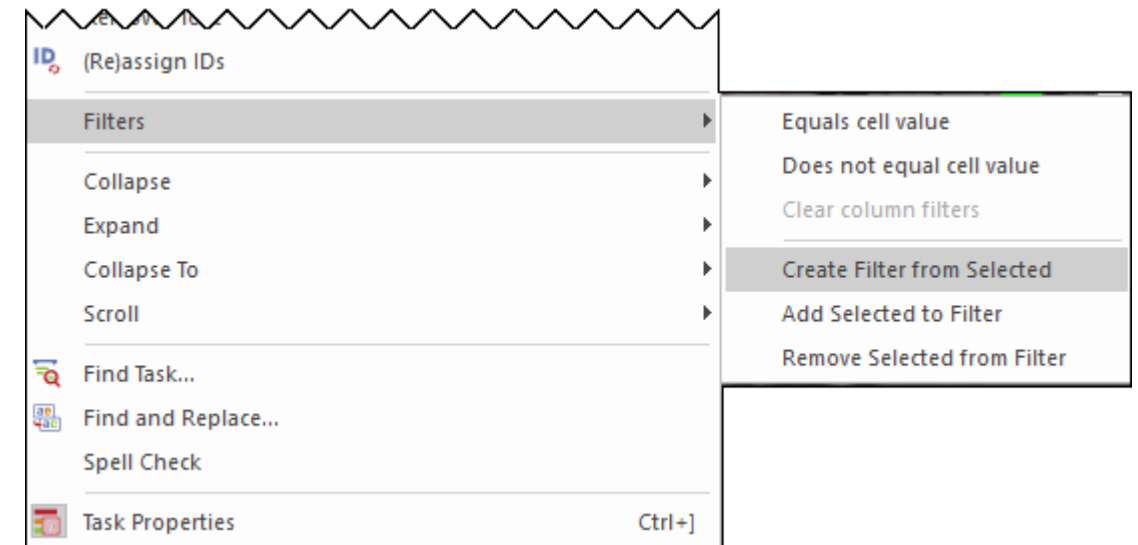 ID
(Re)assign IDs
Filters
Collapse
Expand
Collapse To
Scroll
Find Task...
Find and Replace...
Spell Check
Task Properties Ctrl+]
Equals cell value
Does not equal cell value
Clear column filters
Create Filter from Selected
Add Selected to Filter
Remove Selected from Filter